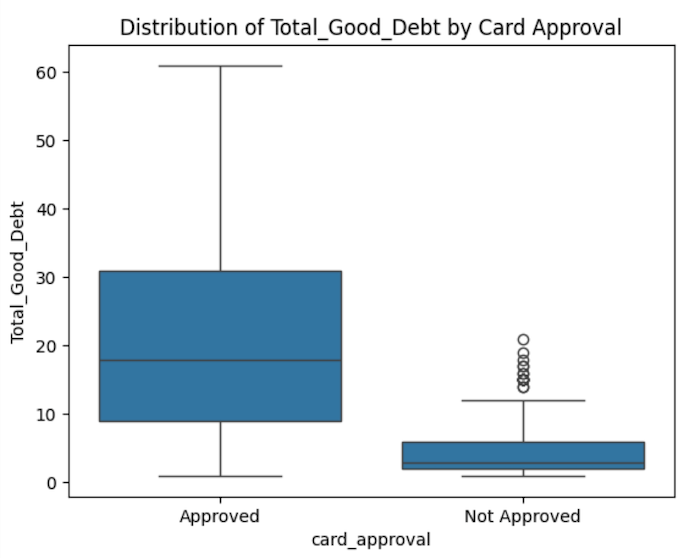 Distribution of Total_Good_Debt by Card Approval
60
50
40
30
20
10
0
Total_Good_Debt
Approved
Not Approved
card_approval